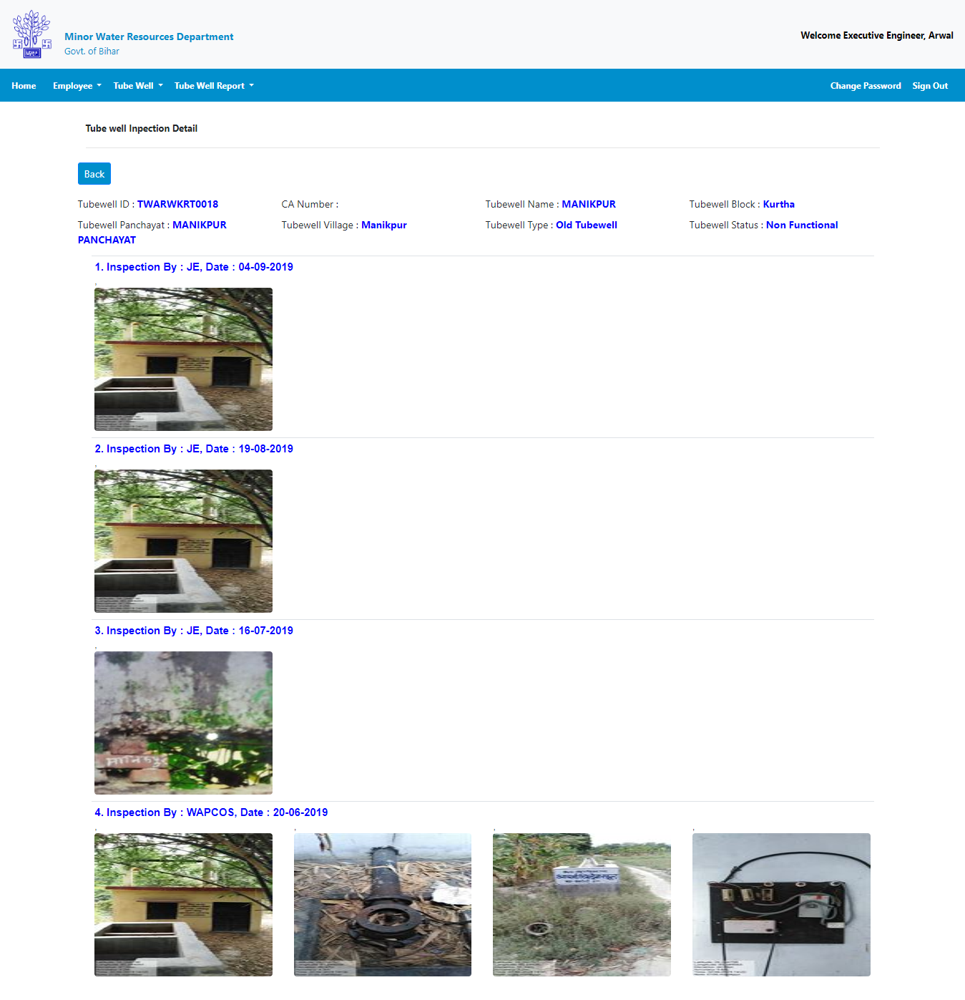 Minor Water Resources Department
Govt. of Bihar
Welcome Executive Engineer, Arwal
Home Employee Tube Well Tube Well Report Change Password Sign Out
Tube well Inpection Detail
Back
Tubewell ID : TWARWKRT0018 CA Number : Tubewell Name : MANIKPUR Tubewell Block : Kurtha
Tubewell Panchayat : MANIKPUR PANCHAYAT Tubewell Village : Manikpur Tubewell Type : Old Tubewell Tubewell Status : Non Functional
1. Inspection By : JE, Date : 04-09-2019
,
2. Inspection By : JE, Date : 19-08-2019
,
3. Inspection By : JE, Date : 16-07-2019
,
4. Inspection By : WAPCOS, Date : 20-06-2019
, , , ,